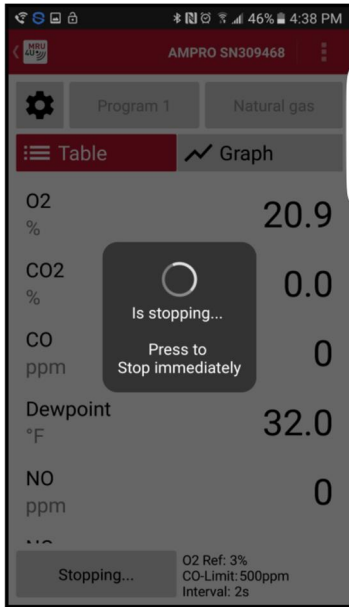 46% 4:38 PM
MRU
4U
AMPRO SN309468
Program 1
Natural gas
Table
Graph
O2
%
20.9
CO2
%
0.0
Is stopping...
Press to
Stop immediately
CO
ppm
0
Dewpoint
°F
32.0
NO
ppm
0
Stopping...
O2 Ref: 3%
CO-Limit: 500ppm
Interval: 2s